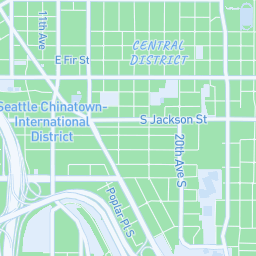 11th Ave
CENTRAL
DISTRICT
E Fir St
Seattle Chinatown-
International
District
S Jackson St
20th Ave S
Poplar Pl S